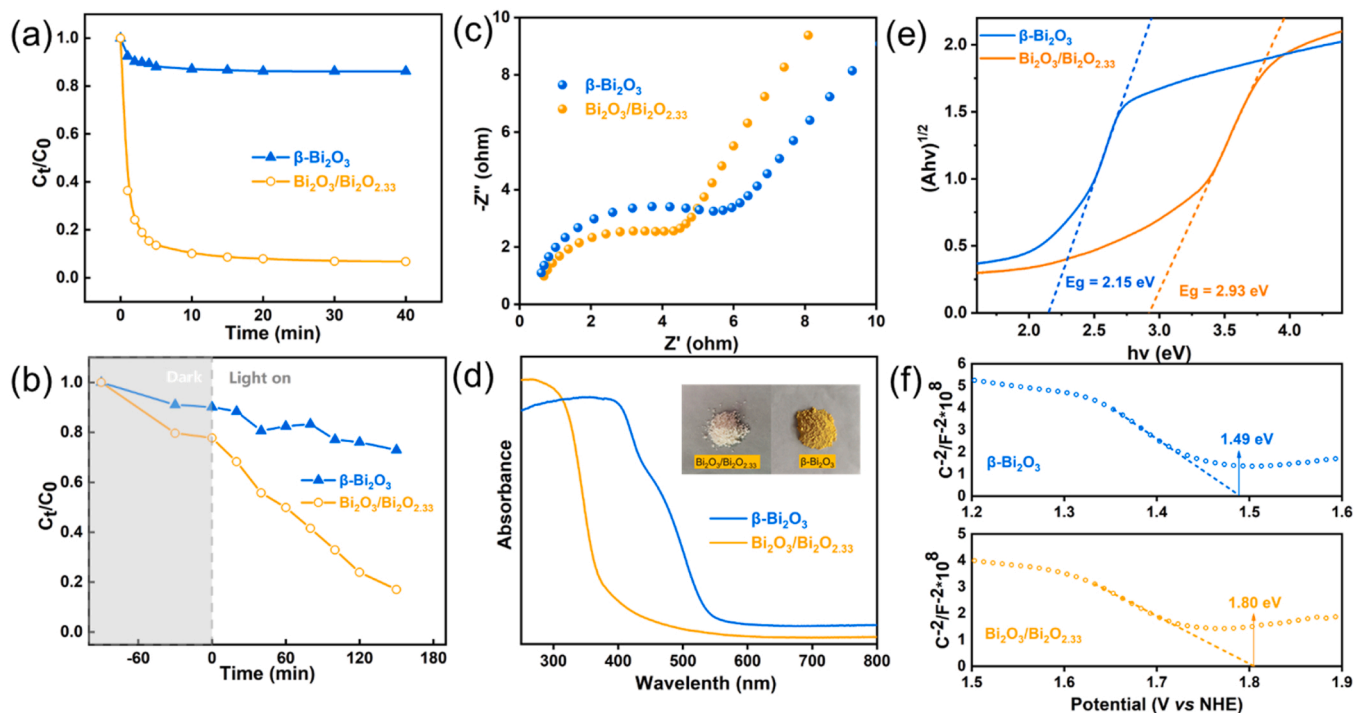 (a)
1.0
0.8
0.6
0.4
0.2
0.0
Ct/C0
β-Bi2O3
Bi2O3/Bi2O2.33
0
10
20
30
40
Time (min)
(b)
Dark
Light on
1.0
0.8
0.6
0.4
0.2
0.0
Ct/C0
β-Bi2O3
Bi2O3/Bi2O2.33
-60
0
60
120
180
Time (min)
(c)
10
8
6
4
2
0
-Z'' (ohm)
β-Bi2O3
Bi2O3/Bi2O2.33
0
2
4
6
8
10
Z' (ohm)
(d)
Absorbance
Bi2O3/Bi2O2.33
β-Bi2O3
β-Bi2O3
Bi2O3/Bi2O2.33
300
400
500
600
700
800
Wavelenth (nm)
(e)
2.0
1.5
1.0
0.5
0.0
(Ahv)1/2
β-Bi2O3
Bi2O3/Bi2O2.33
Eg = 2.15 eV
Eg = 2.93 eV
2.0
2.5
3.0
3.5
4.0
hv (eV)
(f)
6
5
4
3
2
1
0
C-2/F-2*108
1.49 eV
β-Bi2O3
1.2
1.3
1.4
1.5
1.6
5
4
3
2
1
0
C-2/F-2*108
1.80 eV
Bi2O3/Bi2O2.33
1.5
1.6
1.7
1.8
1.9
Potential (V vs NHE)